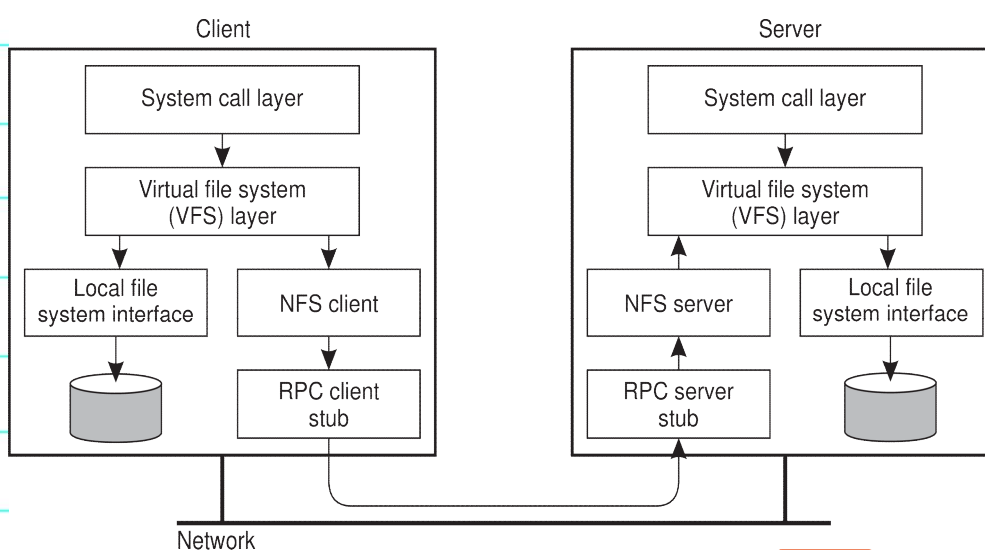 Client
Server
System call layer
System call layer
Virtual file system
(VFS) layer
Virtual file system
(VFS) layer
Local file
system interface
NFS client
NFS server
Local file
system interface
RPC client
stub
RPC server
stub
Network